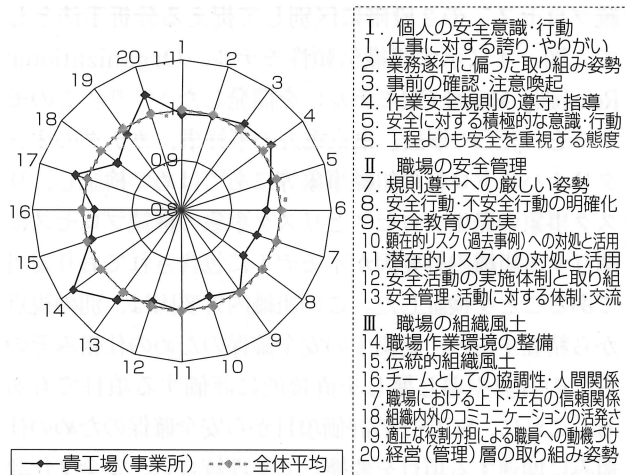 1.1
1
0.9
0.8
1
2
3
4
5
6
7
8
9
10
11
12
13
14
15
16
17
18
19
20
貴工場(事業所)
全体平均
Ⅰ. 個人の安全意識・行動
1. 仕事に対する誇り・やりがい
2. 業務遂行に偏った取り組み姿勢
3. 事前の確認・注意喚起
4. 作業安全規則の遵守・指導
5. 安全に対する積極的な意識・行動
6. 工程よりも安全を重視する態度
Ⅱ. 職場の安全管理
7. 規則遵守への厳しい姿勢
8. 安全行動・不安全行動の明確化
9. 安全教育の充実
10. 顕在的リスク(過去事例)への対処と活用
11. 潜在的リスクへの対処と活用
12. 安全活動の実施体制と取り組
13. 安全管理・活動に対する体制・交流
Ⅲ. 職場の組織風土
14. 職場作業環境の整備
15. 伝統的組織風土
16. チームとしての協調性・人間関係
17. 職場における上下・左右の信頼関係
18. 組織内外のコミュニケーションの活発さ
19. 適正な役割分担による職員への動機づけ
20. 経営(管理)層の取り組み姿勢